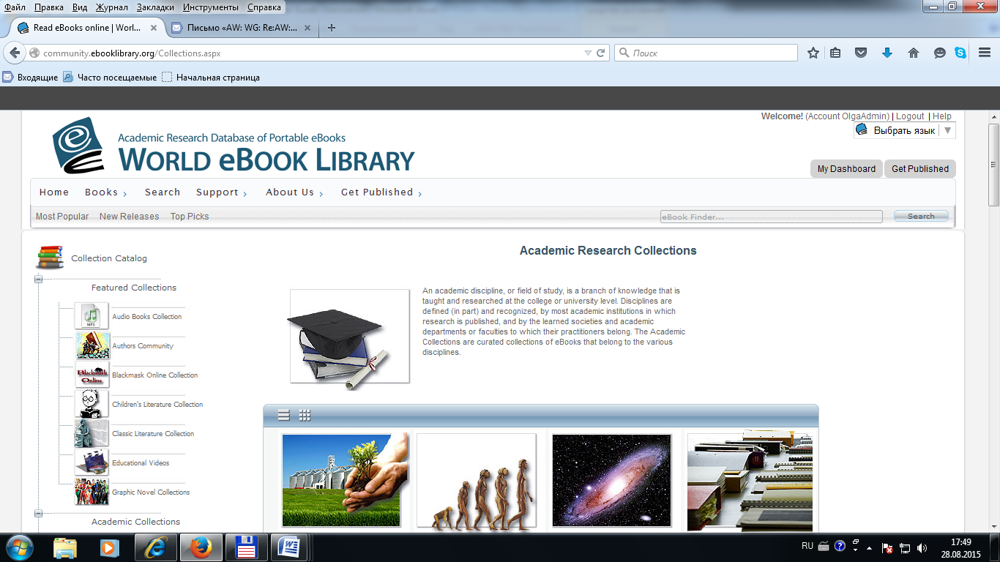 Файл Правка Вид Журнал Закладки Инструменты Справка
Read eBooks online | Worl... Письмо «AW: WG: Re:AW:...
community.ebooklibrary.org/Collections.aspx Поиск
Входящие Часто посещаемые Начальная страница
Welcome! (Account OlgaAdmin) | Logout | Help
Выбрать язык
Academic Research Database of Portable eBooks
WORLD eBOOK LIBRARY
My Dashboard Get Published
Home Books Search Support About Us Get Published
Most Popular New Releases Top Picks eBook Finder... Search
Collection Catalog
Featured Collections
MP3
Audio Books Collection
Authors Community
Blackmask Online
Blackmask Online Collection
Children's Literature Collection
Classic Literature Collection
Educational Videos
Graphic Novel Collections
Academic Collections
Academic Research Collections
An academic discipline, or field of study, is a branch of knowledge that is
taught and researched at the college or university level. Disciplines are
defined (in part) and recognized, by most academic institutions in which
research is published, and by the learned societies and academic
departments or faculties to which their practitioners belong. The Academic
Collections are curated collections of eBooks that belong to the various
disciplines.
RU 17:49
28.08.2015